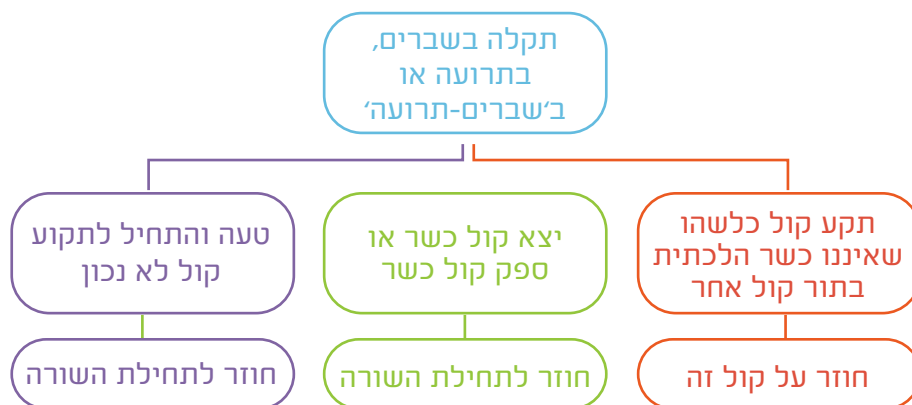 תקלה בשברים,
בתרועה או
ב'שברים-תרועה'
תקע קול כלשהו
שאיננו כשר הלכתית
בתור קול אחר
יצא קול כשר או
ספק קול כשר
טעה והתחיל לתקוע
קול לא נכון
חוזר על קול זה
חוזר לתחילת השורה
חוזר לתחילת השורה